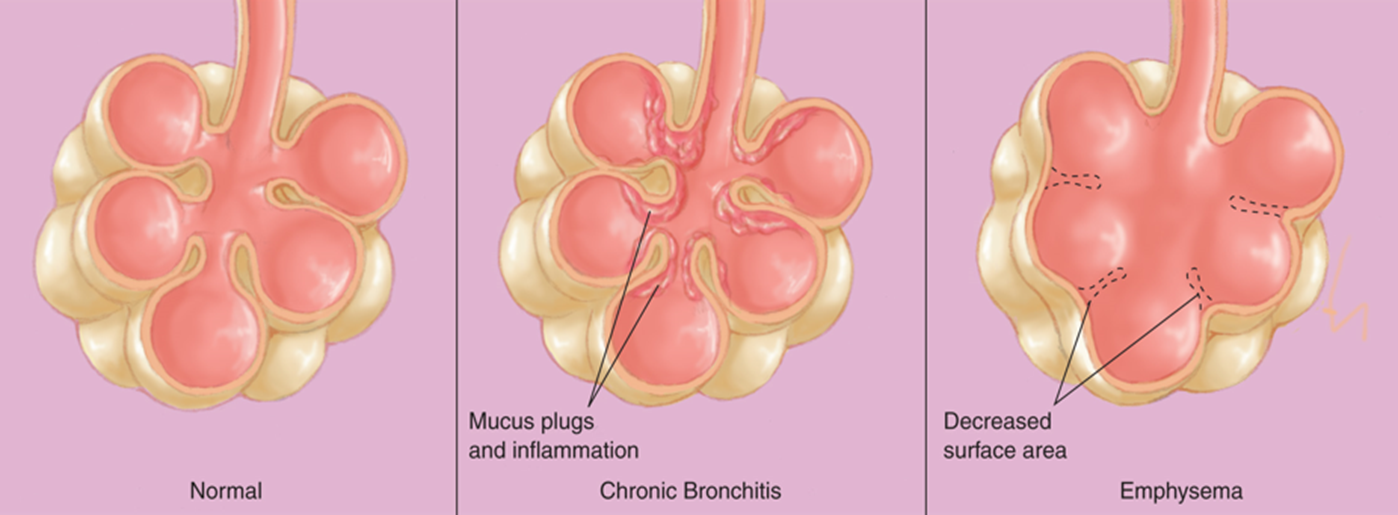 Mucus plugs
and inflammation
Decreased
surface area
Normal
Chronic Bronchitis
Emphysema